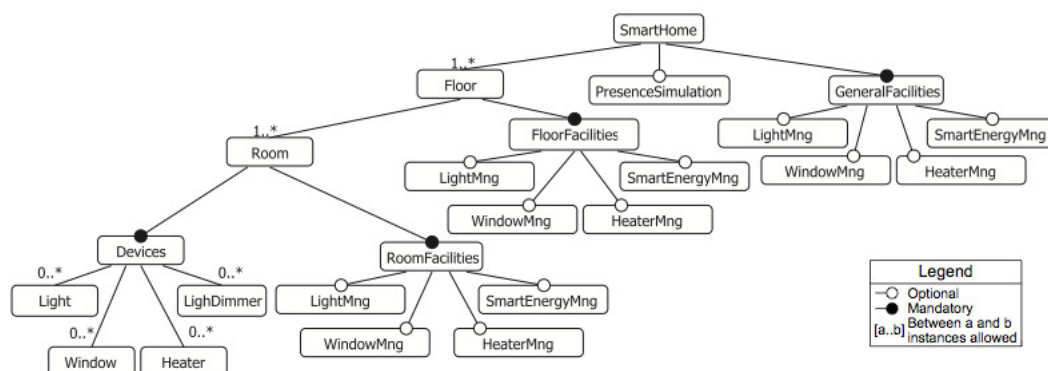 SmartHome
1..*
Floor
PresenceSimulation
GeneralFacilities
1..*
Room
FloorFacilities
LightMng
SmartEnergyMng
WindowMng
HeaterMng
LightMng
SmartEnergyMng
WindowMng
HeaterMng
Devices
RoomFacilities
0..*
0..*
Light
LighDimmer
LightMng
SmartEnergyMng
0..*
0..*
WindowMng
HeaterMng
Window
Heater
Legend
Optional
Mandatory
[a..b] Between a and b
instances allowed